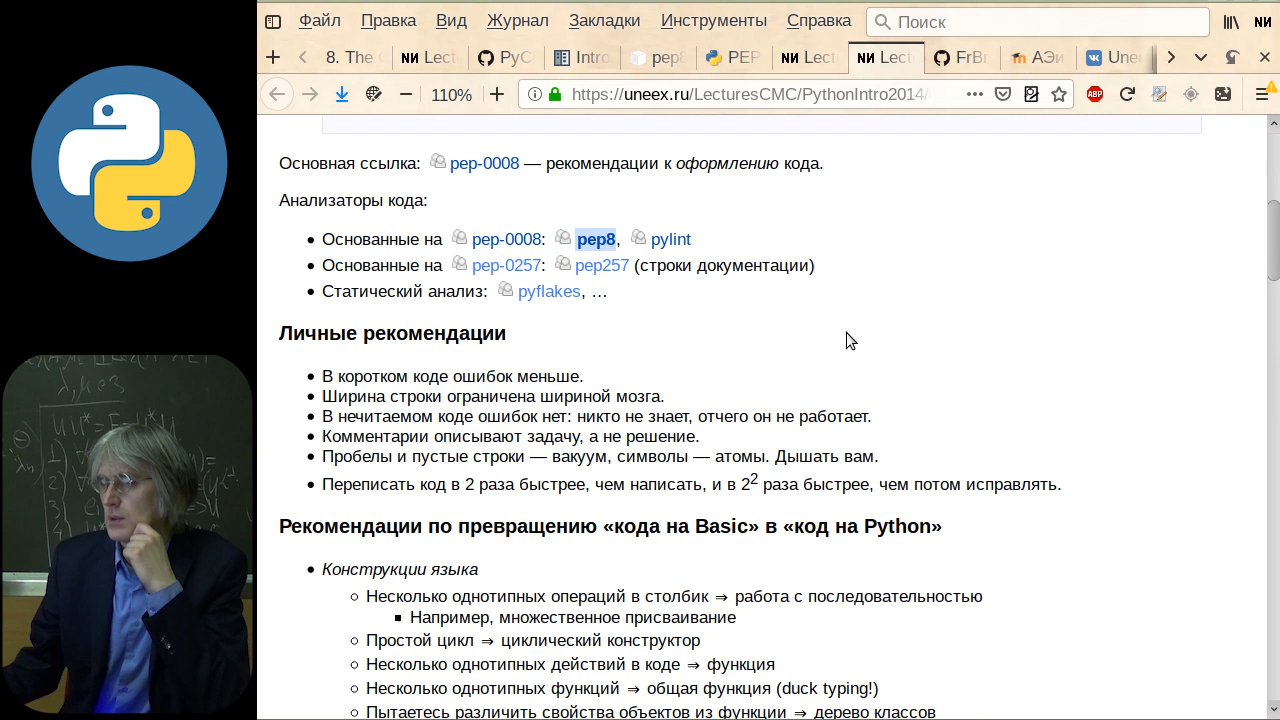 Файл Правка Вид Журнал Закладки Инструменты Справка Поиск
8. The Lect PyC Intro pep8 PEP Lect Lect FrBr АЭи Unee
110% https://uneex.ru/LecturesCMC/PythonIntro2014/
Основная ссылка: pep-0008 — рекомендации к оформлению кода.
Анализаторы кода:
• Основанные на pep-0008: pep8, pylint
• Основанные на pep-0257: pep257 (строки документации)
• Статический анализ: pyflakes, …
Личные рекомендации
• В коротком коде ошибок меньше.
• Ширина строки ограничена шириной мозга.
• В нечитаемом коде ошибок нет: никто не знает, отчего он не работает.
• Комментарии описывают задачу, а не решение.
• Пробелы и пустые строки — вакуум, символы — атомы. Дышать вам.
• Переписать код в 2 раза быстрее, чем написать, и в 2² раза быстрее, чем потом исправлять.
Рекомендации по превращению «кода на Basic» в «код на Python»
• Конструкции языка
◦ Несколько однотипных операций в столбик ⇒ работа с последовательностью
▪ Например, множественное присваивание
◦ Простой цикл ⇒ циклический конструктор
◦ Несколько однотипных действий в коде ⇒ функция
◦ Несколько однотипных функций ⇒ общая функция (duck typing!)
◦ Пытаетесь различить свойства объектов из функции ⇒ дерево классов